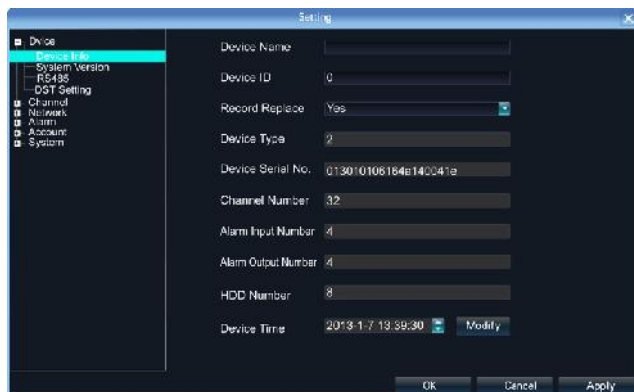 Setting
Dvice
Device Info
System Version
RS485
DST Setting
Channel
Network
Alarm
Account
System
Device Name
Device ID 0
Record Replace Yes
Device Type 2
Device Serial No. 013010106164a140041e
Channel Number 32
Alarm Input Number 4
Alarm Output Number 4
HDD Number 8
Device Time 2013-1-7 13:39:30 Modify
OK Cancel Apply